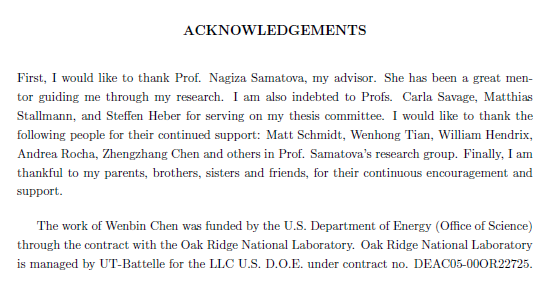 ACKNOWLEDGEMENTS
First, I would like to thank Prof. Nagiza Samatova, my advisor. She has been a great men-
tor guiding me through my research. I am also indebted to Profs. Carla Savage, Matthias
Stallmann, and Steffen Heber for serving on my thesis committee. I would like to thank the
following people for their continued support: Matt Schmidt, Wenhong Tian, William Hendrix,
Andrea Rocha, Zhengzhang Chen and others in Prof. Samatova's research group. Finally, I am
thankful to my parents, brothers, sisters and friends, for their continuous encouragement and
support.
The work of Wenbin Chen was funded by the U.S. Department of Energy (Office of Science)
through the contract with the Oak Ridge National Laboratory. Oak Ridge National Laboratory
is managed by UT-Battelle for the LLC U.S. D.O.E. under contract no. DEAC05-00OR22725.